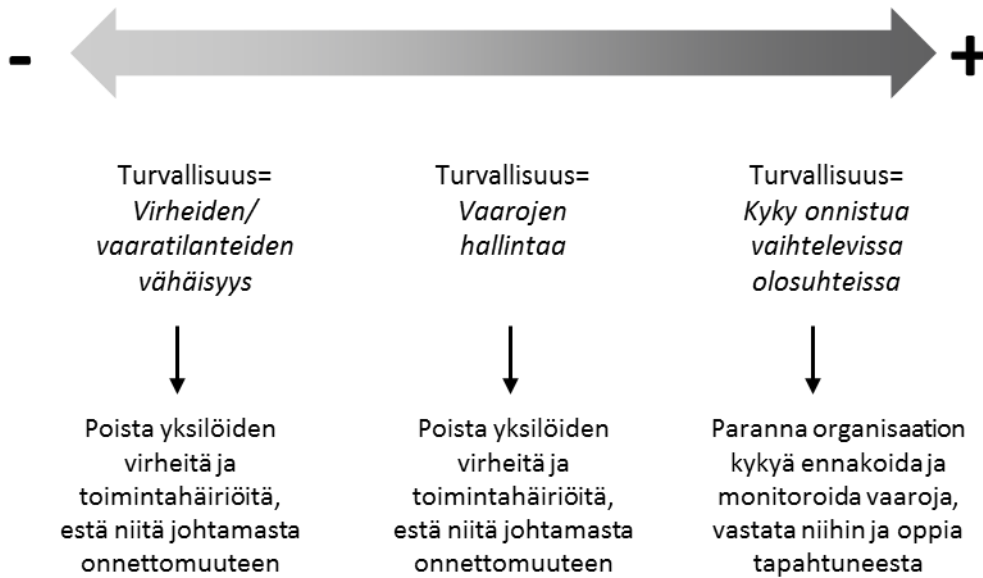 -
+
Turvallisuus=
Virheiden/
vaaratilanteiden
vähäisyys
Turvallisuus=
Vaarojen
hallintaa
Turvallisuus=
Kyky onnistua
vaihtelevissa
olosuhteissa
Poista yksilöiden
virheitä ja
toimintahäiriöitä,
estä niitä johtamasta
onnettomuuteen
Poista yksilöiden
virheitä ja
toimintahäiriöitä,
estä niitä johtamasta
onnettomuuteen
Paranna organisaation
kykyä ennakoida ja
monitoroida vaaroja,
vastata niihin ja oppia
tapahtuneesta